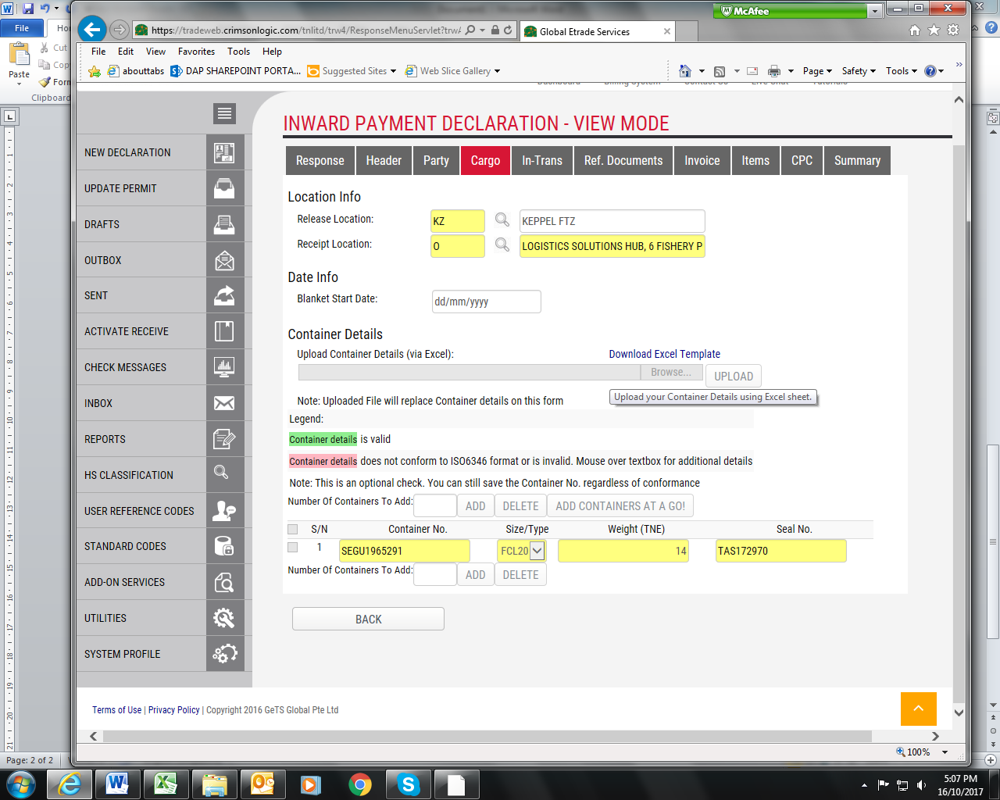 McAfee
File
Ho
https://tradeweb.crimsonlogic.com/tnltd/trw4/ResponseMenuServlet?trwA
Global Etrade Services
File Edit View Favorites Tools Help
abouttabs DAP SHAREPOINT PORTA... Suggested Sites Web Slice Gallery Page Safety Tools
Cut
Copy
Paste
Form
Clipboard
INWARD PAYMENT DECLARATION - VIEW MODE
Response Header Party Cargo In-Trans Ref. Documents Invoice Items CPC Summary
NEW DECLARATION
UPDATE PERMIT
DRAFTS
OUTBOX
SENT
ACTIVATE RECEIVE
CHECK MESSAGES
INBOX
REPORTS
HS CLASSIFICATION
USER REFERENCE CODES
STANDARD CODES
ADD-ON SERVICES
UTILITIES
SYSTEM PROFILE
Location Info
Release Location: KZ KEPPEL FTZ
Receipt Location: O LOGISTICS SOLUTIONS HUB, 6 FISHERY P
Date Info
Blanket Start Date: dd/mm/yyyy
Container Details
Upload Container Details (via Excel): Download Excel Template
Browse... UPLOAD
Upload your Container Details using Excel sheet.
Note: Uploaded File will replace Container details on this form
Legend:
Container details is valid
Container details does not conform to ISO6346 format or is invalid. Mouse over textbox for additional details
Note: This is an optional check. You can still save the Container No. regardless of conformance
Number Of Containers To Add: ADD DELETE ADD CONTAINERS AT A GO!
S/N Container No. Size/Type Weight (TNE) Seal No.
1 SEGU1965291 FCL20 14 TAS172970
Number Of Containers To Add: ADD DELETE
BACK
Terms of Use | Privacy Policy | Copyright 2016 GeTS Global Pte Ltd
100%
Page: 2 of 2
5:07 PM
16/10/2017